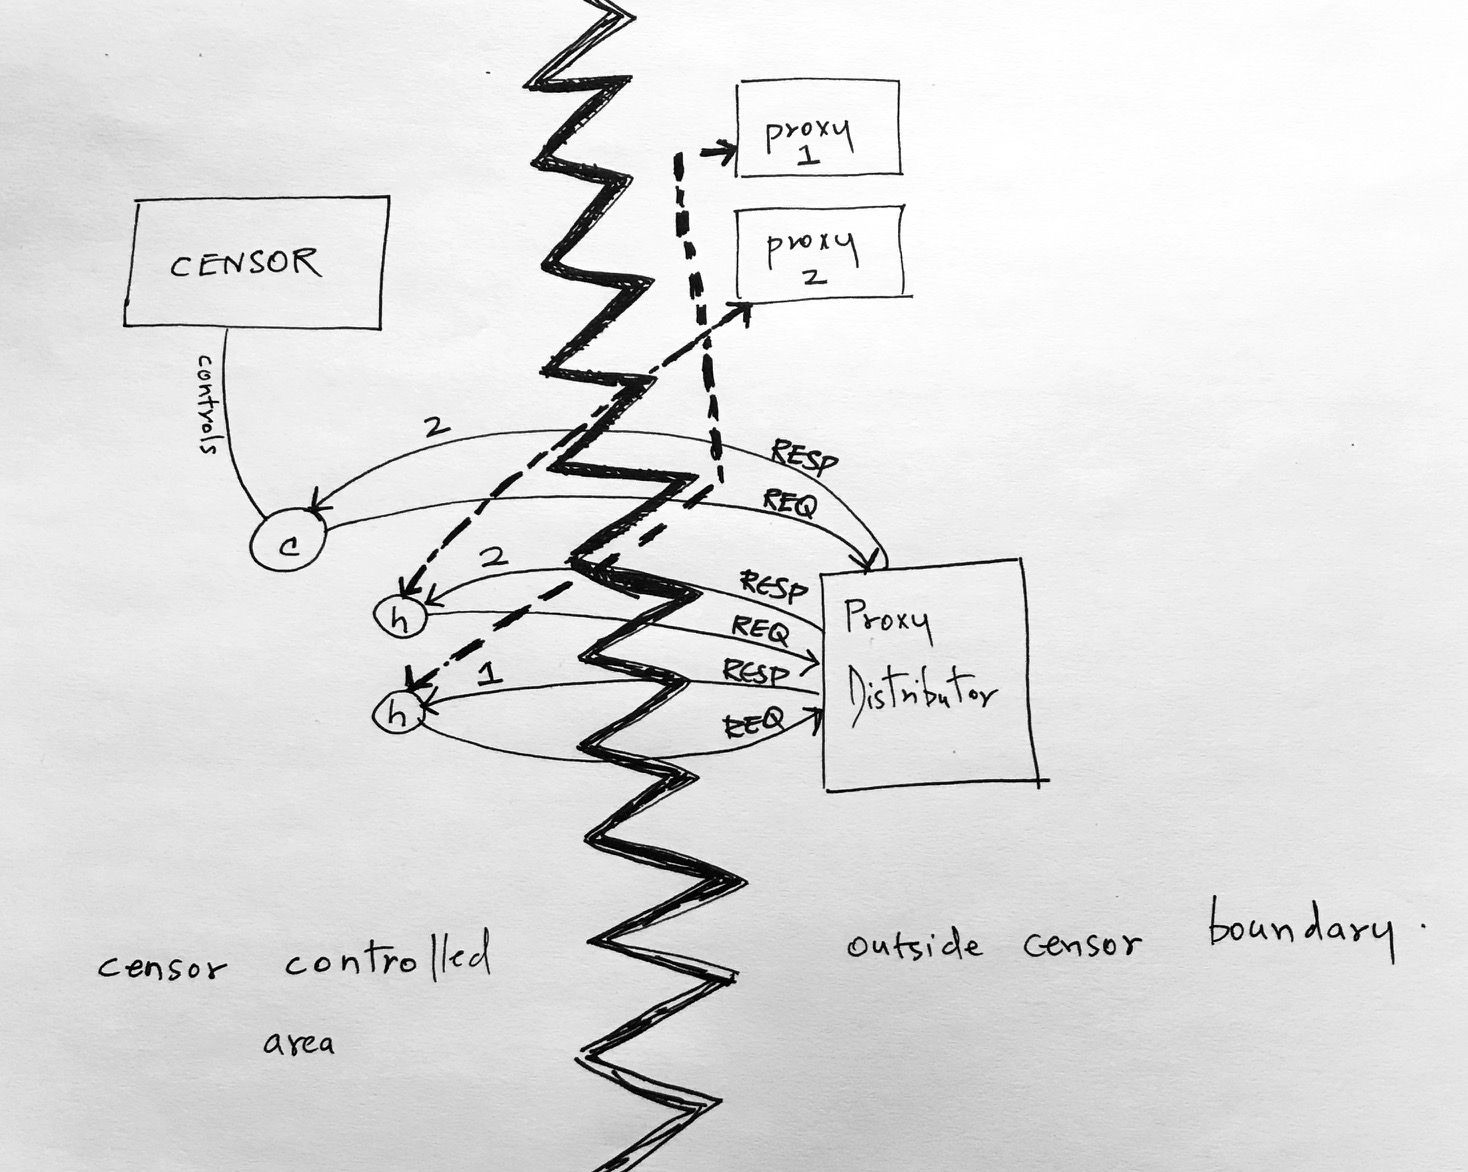 proxy
1
proxy
2
CENSOR
controls
2
RESP
REQ
c
2
RESP
h
REQ
RESP
1
h
REQ
Proxy
Distributor
censor controlled
area
outside censor boundary.